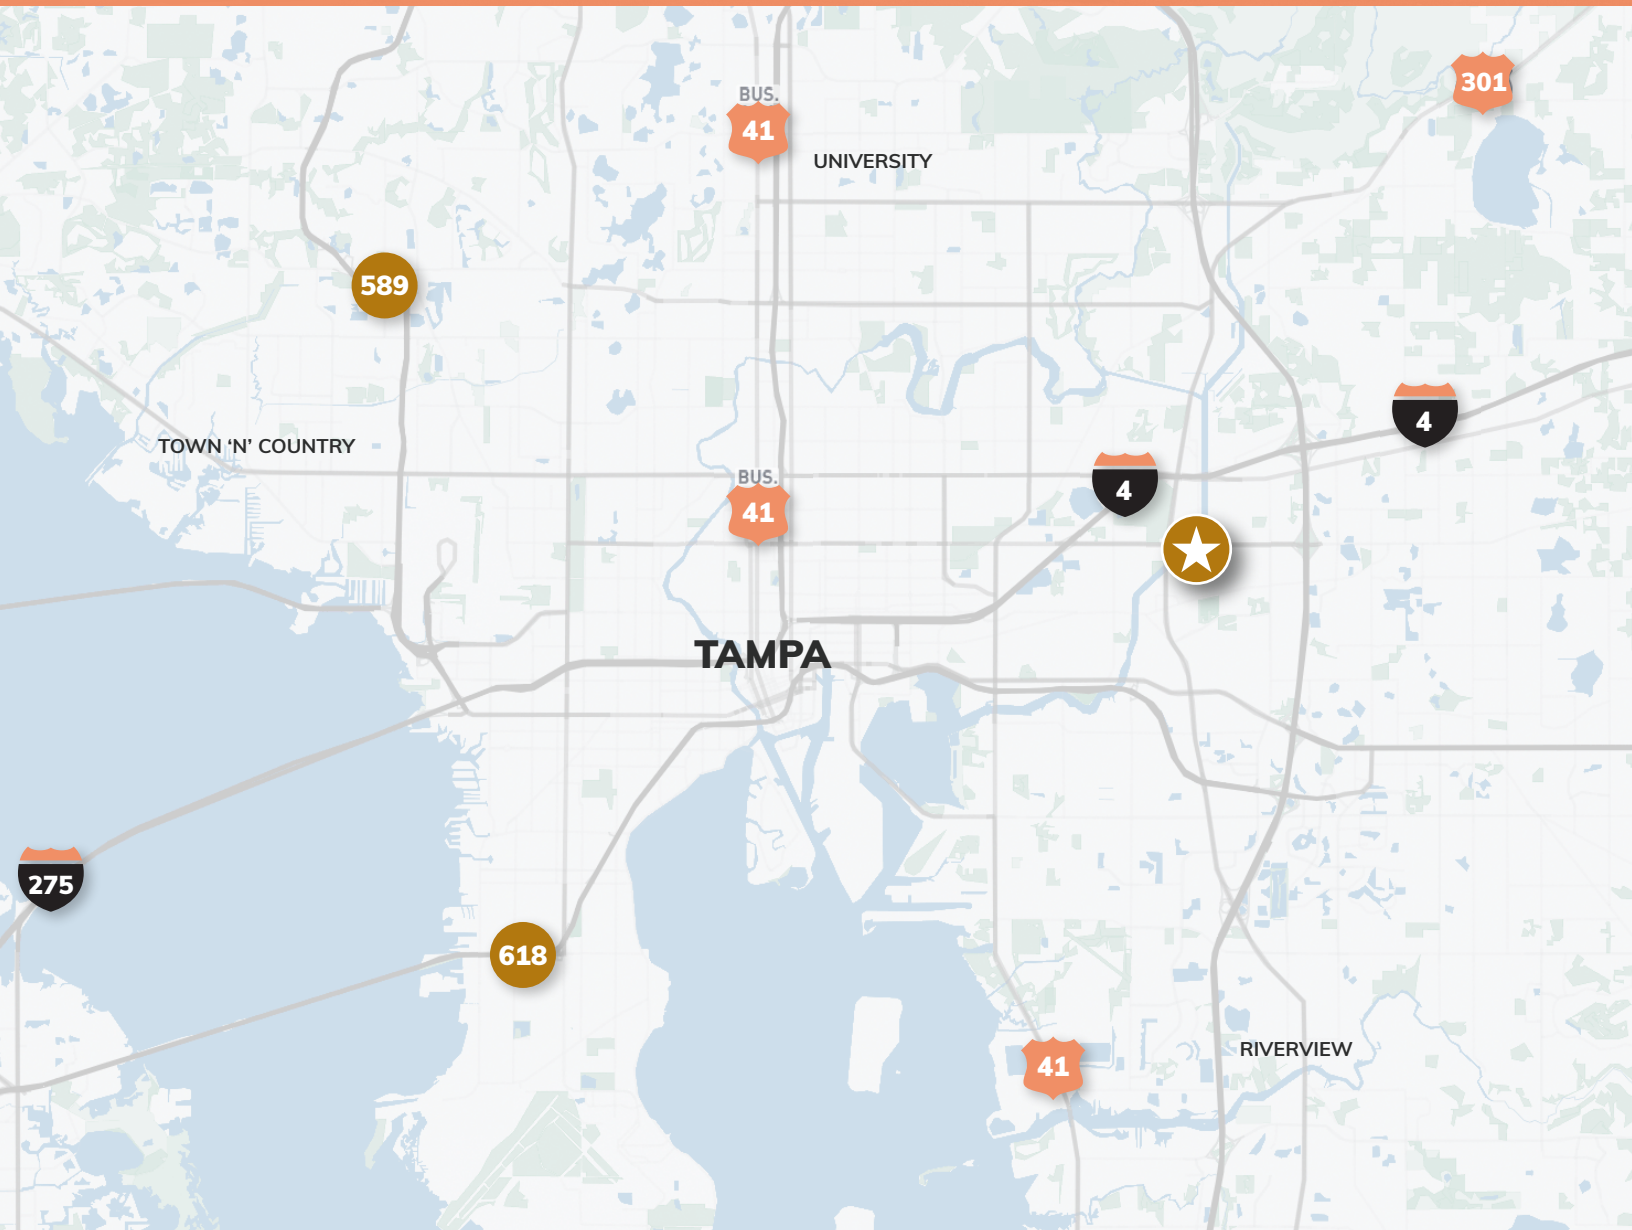 301
BUS.
41
UNIVERSITY
589
4
TOWN ‘N’ COUNTRY
BUS.
41
4
TAMPA
275
618
41
RIVERVIEW